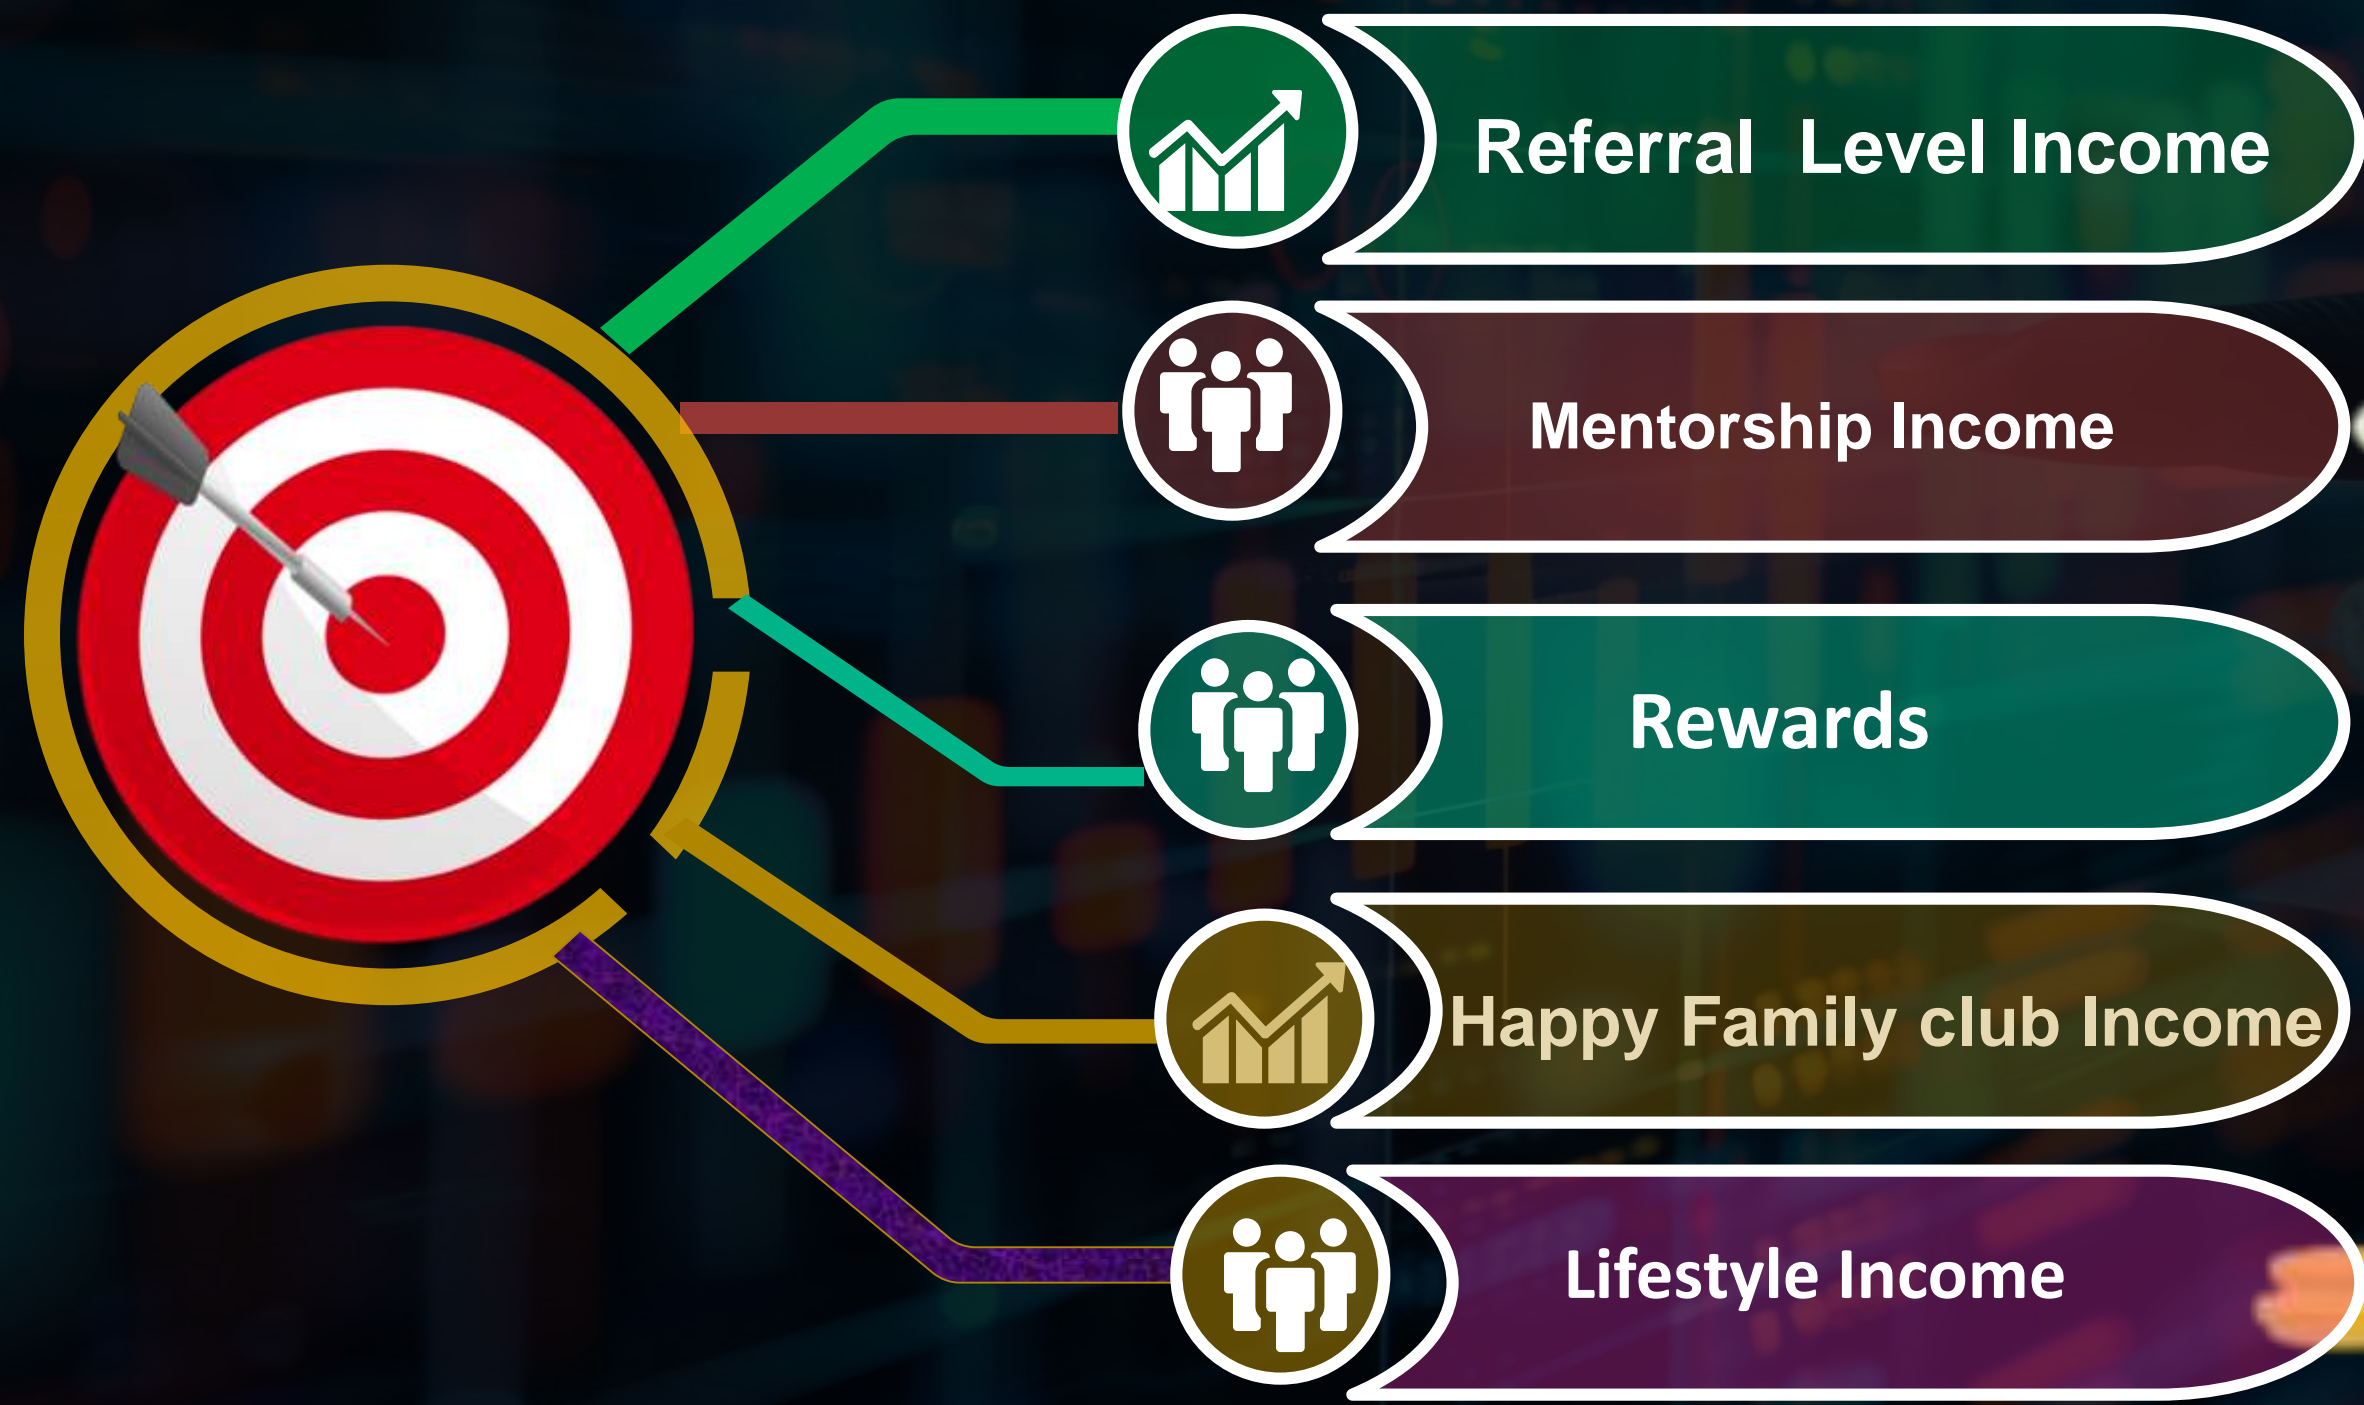 Referral Level Income
Mentorship Income
Rewards
Happy Family club Income
Lifestyle Income